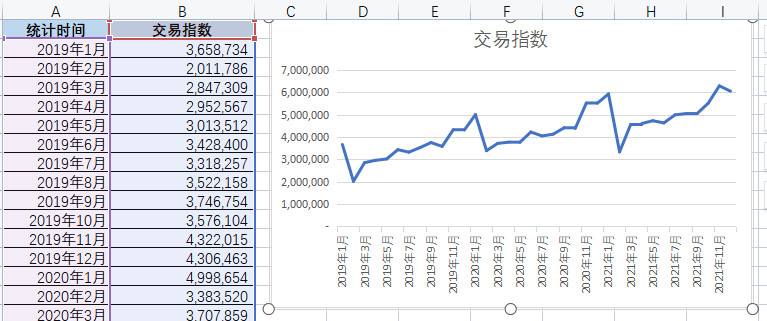 A B C D E F G H I
统计时间 交易指数
2019年1月 3,658,734
2019年2月 2,011,786
2019年3月 2,847,309
2019年4月 2,952,567
2019年5月 3,013,512
2019年6月 3,428,400
2019年7月 3,318,257
2019年8月 3,522,158
2019年9月 3,746,754
2019年10月 3,576,104
2019年11月 4,322,015
2019年12月 4,306,463
2020年1月 4,998,654
2020年2月 3,383,520
2020年3月 3,707,859
交易指数
7,000,000
6,000,000
5,000,000
4,000,000
3,000,000
2,000,000
1,000,000
-
2019年1月
2019年3月
2019年5月
2019年7月
2019年9月
2019年11月
2020年1月
2020年3月
2020年5月
2020年7月
2020年9月
2020年11月
2021年1月
2021年3月
2021年5月
2021年7月
2021年9月
2021年11月